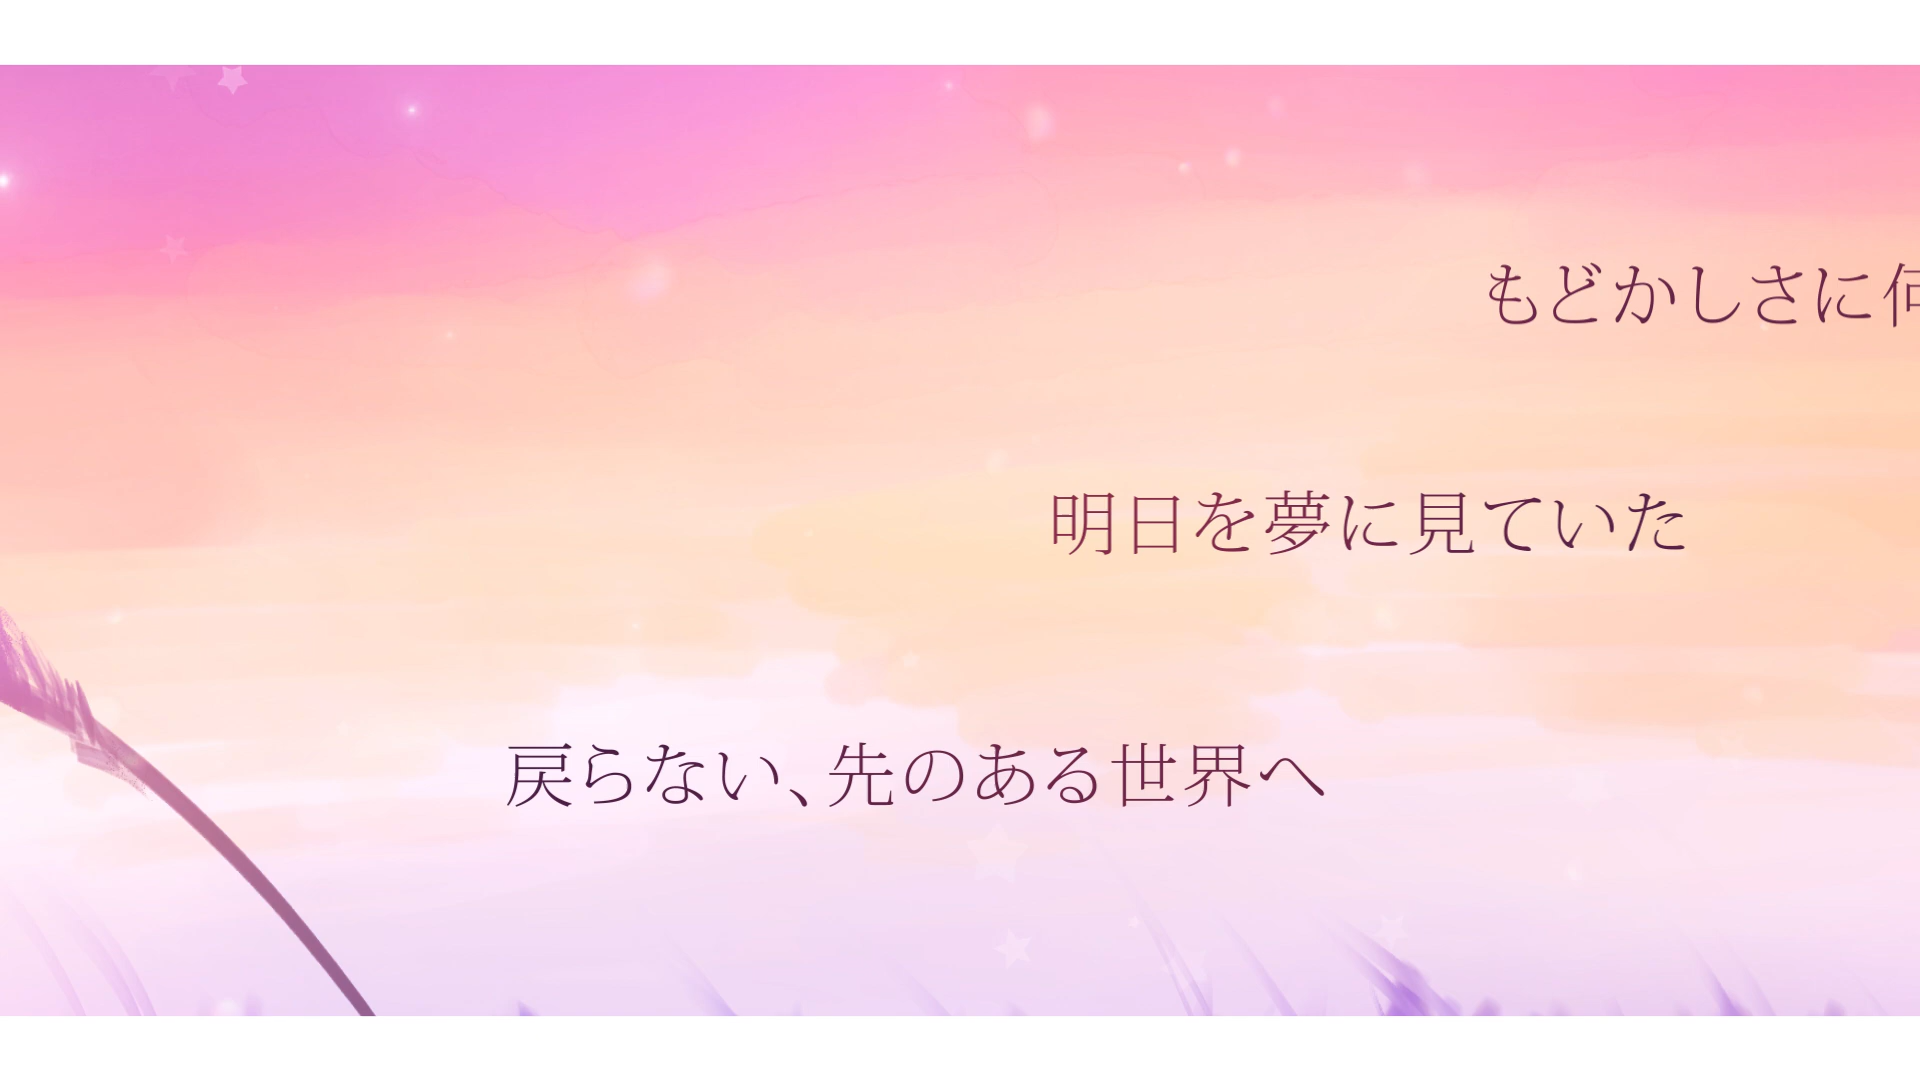 もどかしさに何
明日を夢に見ていた
戻らない、先のある世界へ